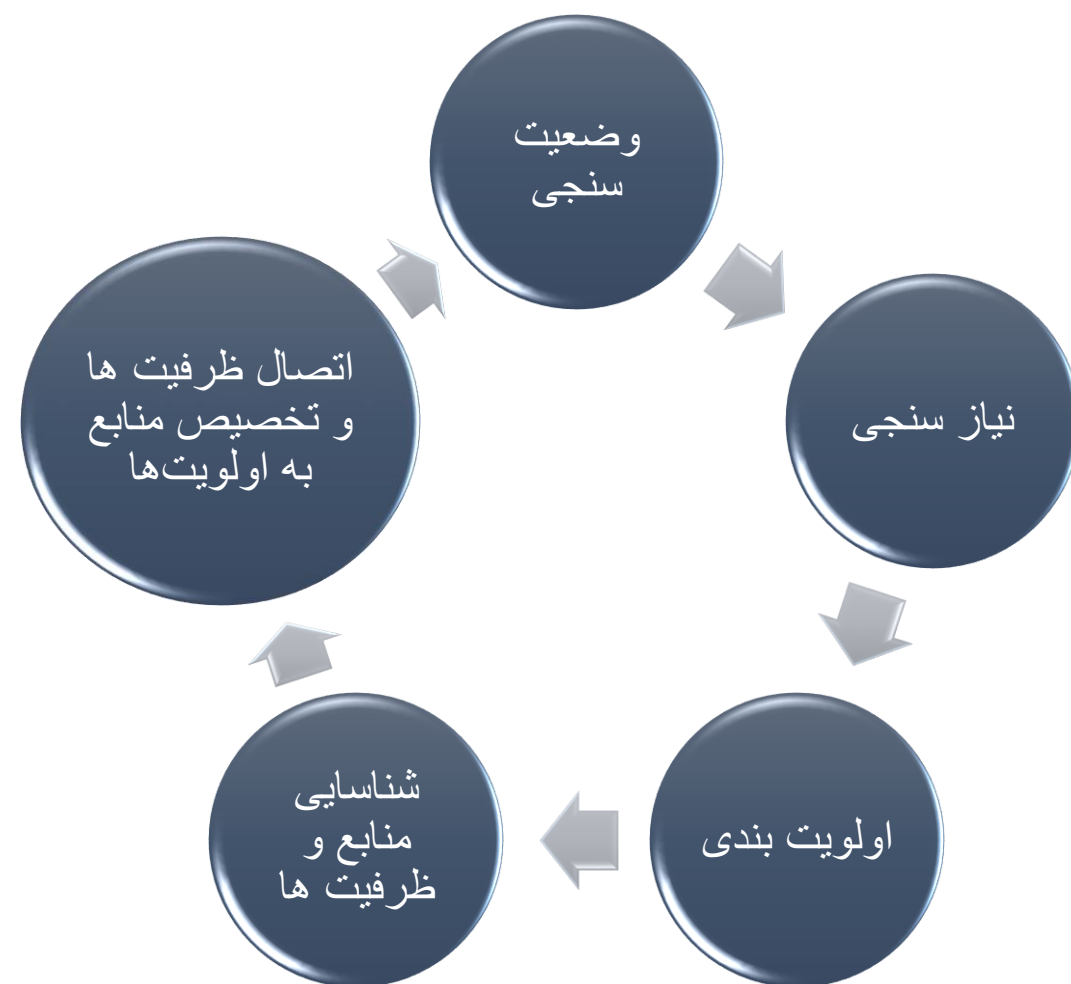 وضعیت
سنجی
نیاز سنجی
اولویت بندی
شناسایی
منابع و
ظرفیت ها
اتصال ظرفیت ها
و تخصیص منابع
به اولویت‌ها